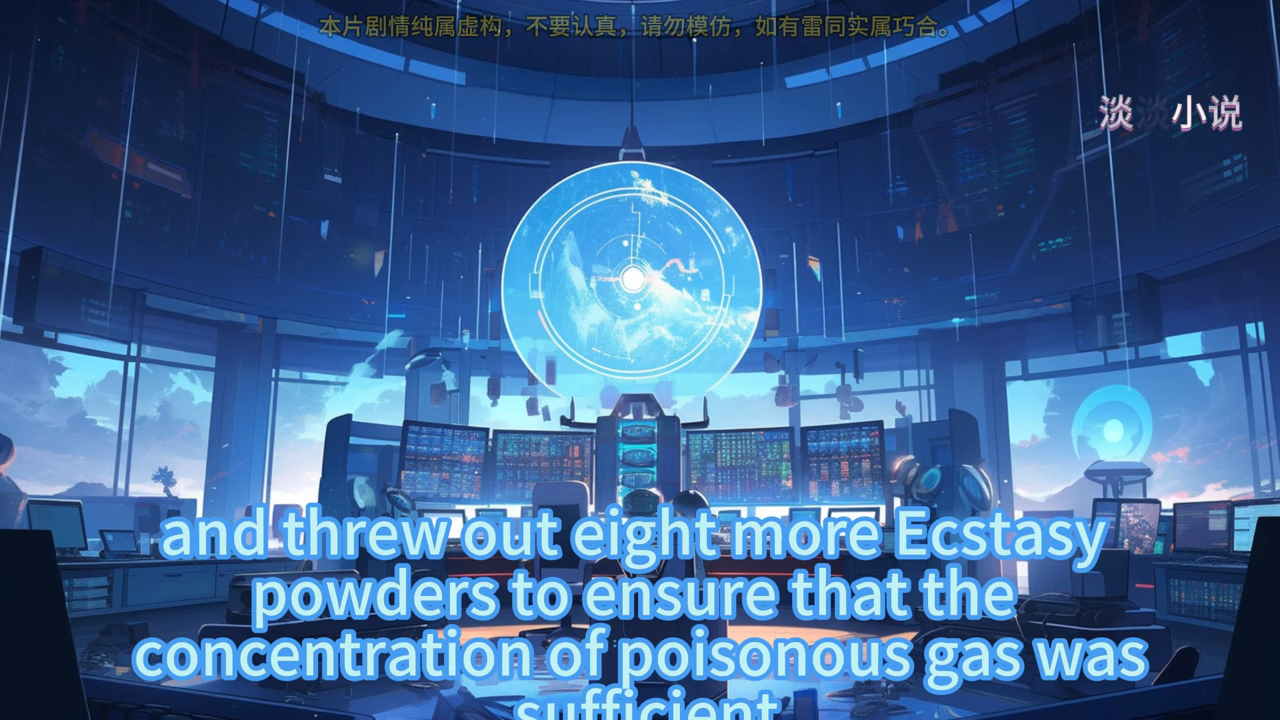 本片剧情纯属虚构，不要认真，请勿模仿，如有雷同实属巧合。
淡淡小说
and threw out eight more Ecstasy
powders to ensure that the
concentration of poisonous gas was
sufficient